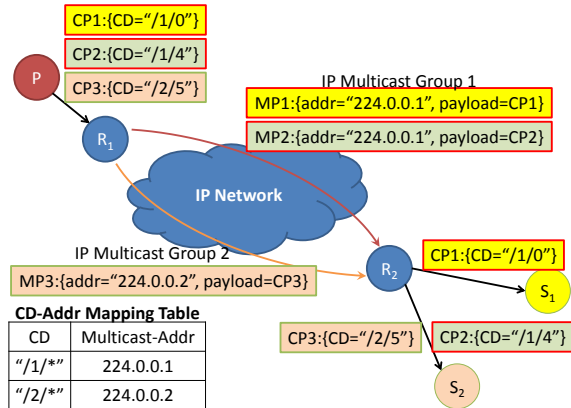 CP1:{CD="/1/0"}
CP2:{CD="/1/4"}
CP3:{CD="/2/5"}
P
IP Multicast Group 1
MP1:{addr="224.0.0.1", payload=CP1}
MP2:{addr="224.0.0.1", payload=CP2}
R1
IP Network
IP Multicast Group 2
MP3:{addr="224.0.0.2", payload=CP3}
R2
CP1:{CD="/1/0"}
S1
CP3:{CD="/2/5"}
CP2:{CD="/1/4"}
S2
CD-Addr Mapping Table
CD Multicast-Addr
"/1/*" 224.0.0.1
"/2/*" 224.0.0.2